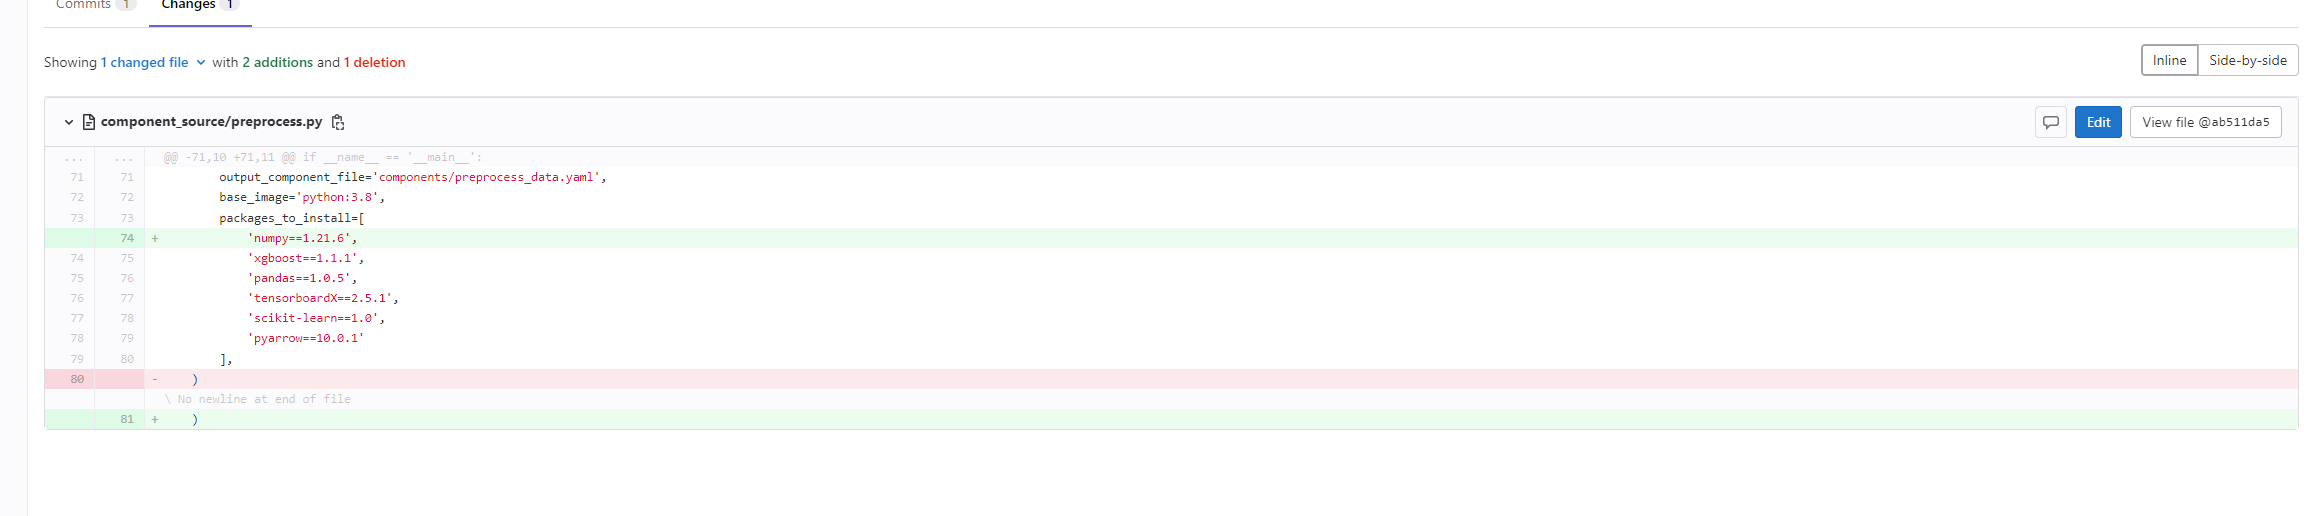 Commits 1 Changes 1
Showing 1 changed file with 2 additions and 1 deletion Inline Side-by-side
component_source/preprocess.py Edit View file @ab511da5
... ... @@ -71,10 +71,11 @@ if __name__ == '__main__':
71 71 output_component_file='components/preprocess_data.yaml',
72 72 base_image='python:3.8',
73 73 packages_to_install=[
74 + 'numpy==1.21.6',
74 75 'xgboost==1.1.1',
75 76 'pandas==1.0.5',
76 77 'tensorboardX==2.5.1',
77 78 'scikit-learn==1.0',
78 79 'pyarrow==10.0.1'
79 80 ],
80 - )
\ No newline at end of file
81 + )